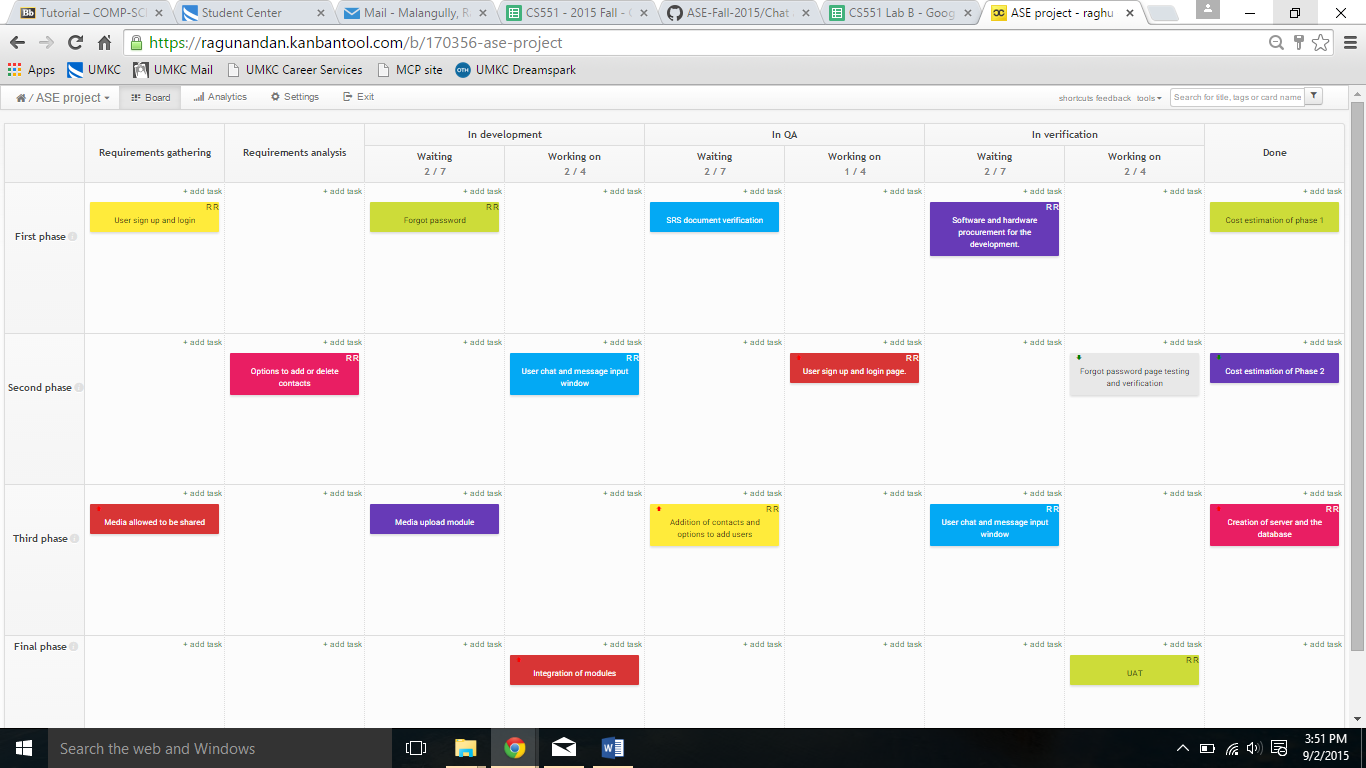 Tutorial – COMP-SC
Student Center
Mail - Malangully, R
CS551 - 2015 Fall -
ASE-Fall-2015/Chat
CS551 Lab B - Goog
ASE project - raghu
https://ragunandan.kanbantool.com/b/170356-ase-project
Apps UMKC UMKC Mail UMKC Career Services MCP site UMKC Dreamspark
/ ASE project Board Analytics Settings Exit shortcuts feedback tools Search for title, tags or card name
In development In QA In verification
Requirements gathering Requirements analysis Waiting Working on Waiting Working on Waiting Working on Done
2 / 7 2 / 4 2 / 7 1 / 4 2 / 7 2 / 4
+ add task + add task + add task + add task + add task + add task + add task + add task + add task
First phase
RR
User sign up and login
Forgot password
SRS document verification
RR
Software and hardware
procurement for the
development.
Cost estimation of phase 1
+ add task + add task + add task + add task + add task + add task + add task + add task + add task
Second phase
RR
Options to add or delete
contacts
RR
User chat and message input
window
RR
User sign up and login page.
RR
Forgot password page testing
and verification
Cost estimation of Phase 2
+ add task + add task + add task + add task + add task + add task + add task + add task + add task
Third phase
Media allowed to be shared
Media upload module
RR
Addition of contacts and
options to add users
RR
User chat and message input
window
RR
Creation of server and the
database
Final phase + add task + add task + add task + add task + add task + add task + add task + add task + add task
Integration of modules
RR
UAT
Search the web and Windows
3:51 PM
9/2/2015